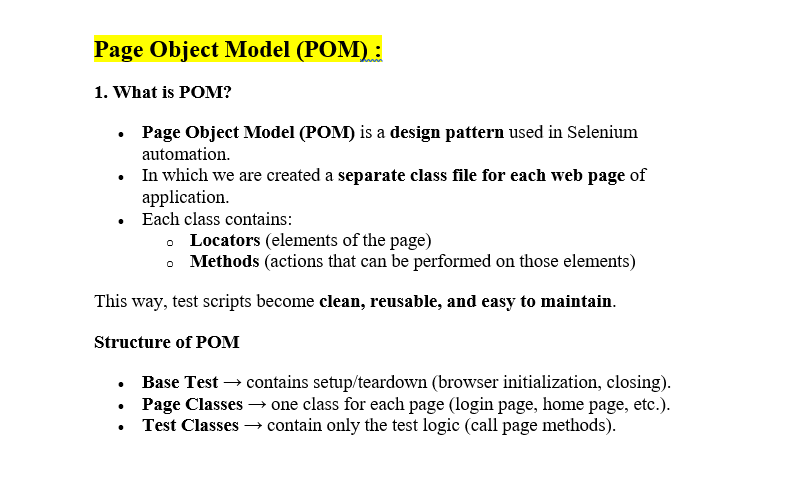 Page Object Model (POM) :
1. What is POM?
• Page Object Model (POM) is a design pattern used in Selenium
automation.
• In which we are created a separate class file for each web page of
application.
• Each class contains:
o Locators (elements of the page)
o Methods (actions that can be performed on those elements)
This way, test scripts become clean, reusable, and easy to maintain.
Structure of POM
• Base Test → contains setup/teardown (browser initialization, closing).
• Page Classes → one class for each page (login page, home page, etc.).
• Test Classes → contain only the test logic (call page methods).